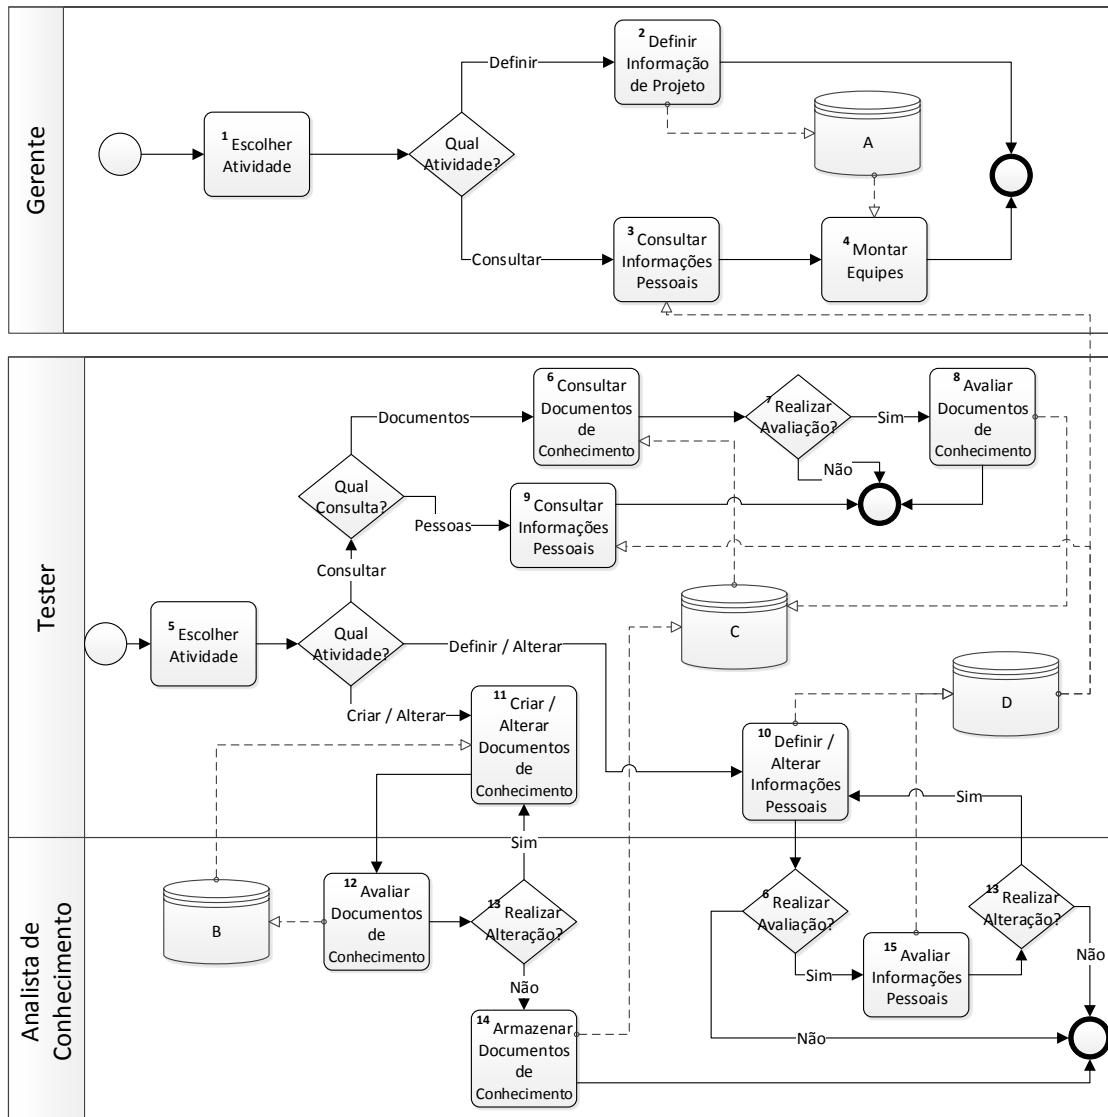 Gerente
1 Escolher
Atividade
Qual
Atividade?
Definir
2 Definir
Informação
de Projeto
A
Consultar
3 Consultar
Informações
Pessoais
4 Montar
Equipes
Tester
5 Escolher
Atividade
Qual
Atividade?
Consultar
Qual
Consulta?
Documentos
6 Consultar
Documentos
de
Conhecimento
7 Realizar
Avaliação?
Sim
Não
8 Avaliar
Documentos
de
Conhecimento
Pessoas
9 Consultar
Informações
Pessoais
C
D
Definir / Alterar
10 Definir /
Alterar
Informações
Pessoais
Criar / Alterar
11 Criar /
Alterar
Documentos
de
Conhecimento
Sim
Sim
Analista de
Conhecimento
B
12 Avaliar
Documentos
de
Conhecimento
13 Realizar
Alteração?
Não
14 Armazenar
Documentos
de
Conhecimento
6 Realizar
Avaliação?
Sim
Não
15 Avaliar
Informações
Pessoais
13 Realizar
Alteração?
Não